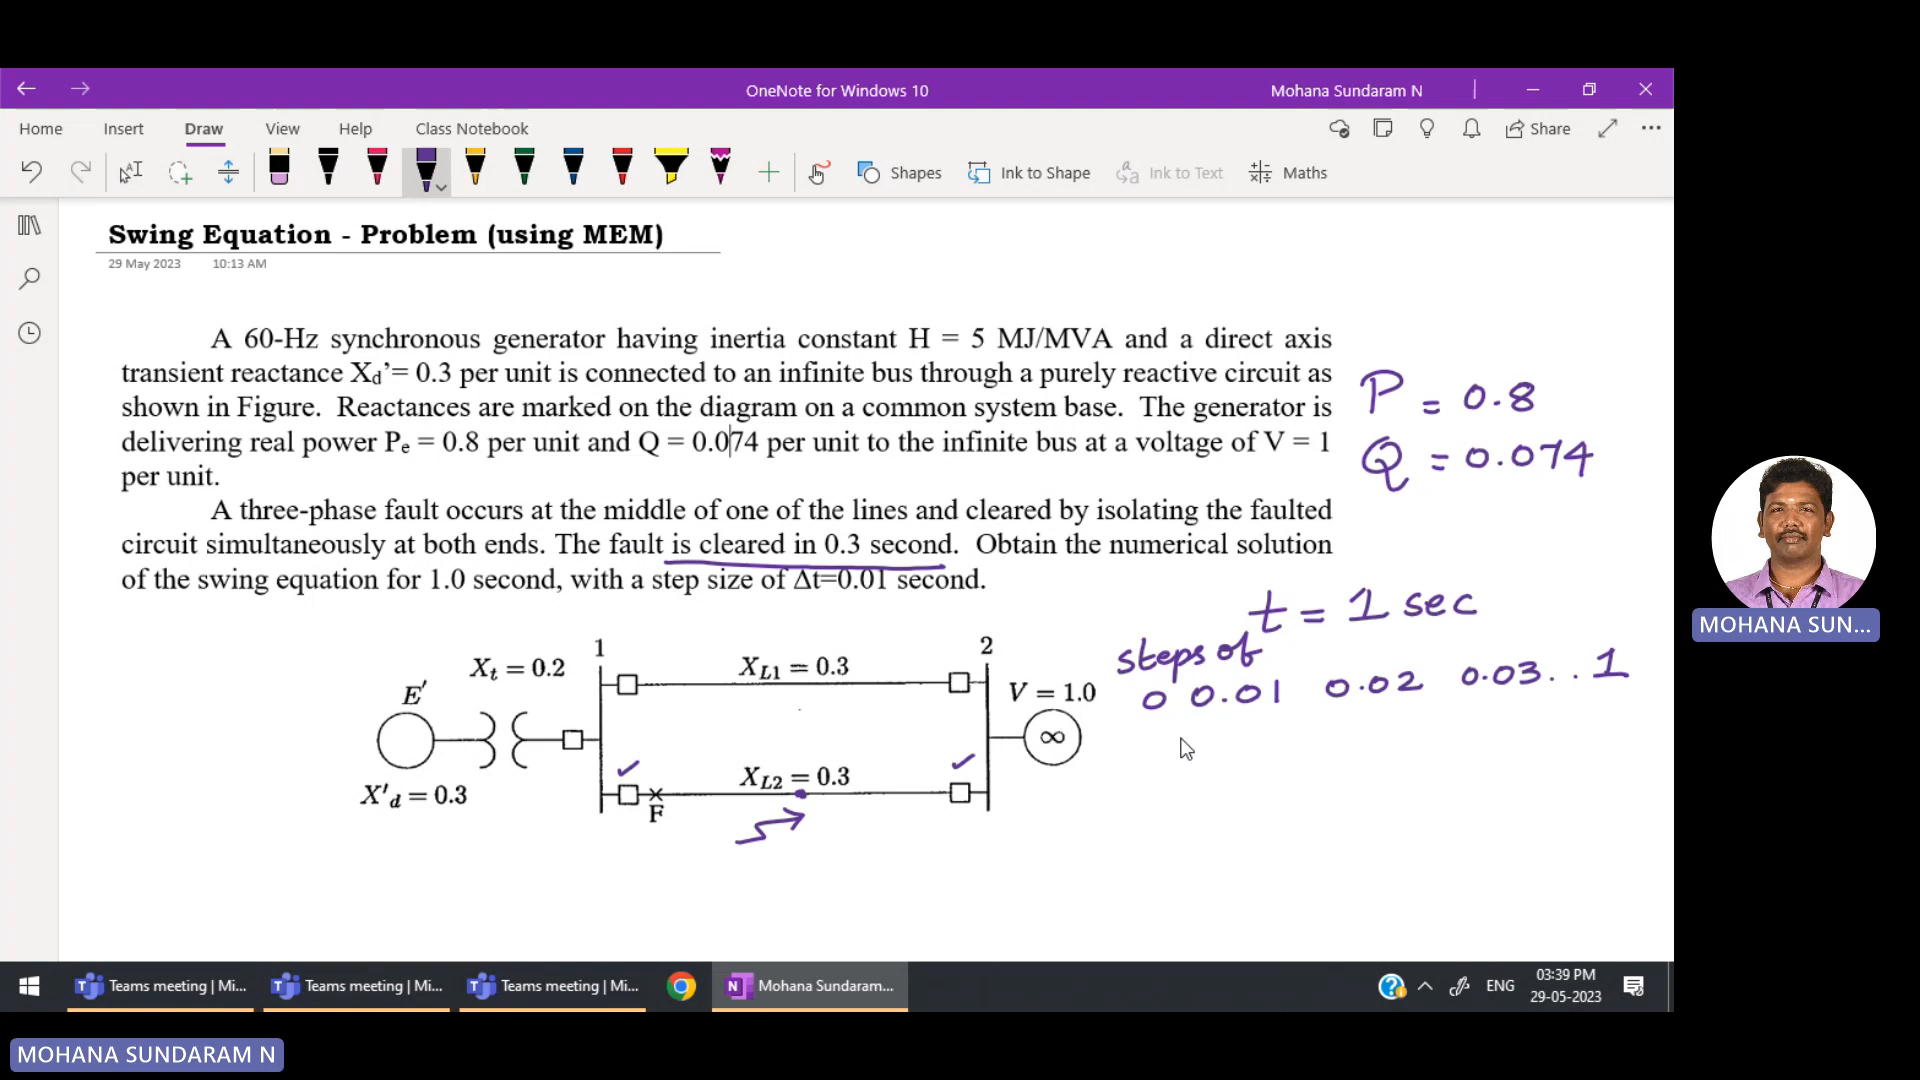 OneNote for Windows 10
Mohana Sundaram N
Home Insert Draw View Help Class Notebook
Share
Shapes Ink to Shape Ink to Text Maths
Swing Equation - Problem (using MEM)
29 May 2023 10:13 AM
A 60-Hz synchronous generator having inertia constant H = 5 MJ/MVA and a direct axis
transient reactance Xd’= 0.3 per unit is connected to an infinite bus through a purely reactive circuit as
shown in Figure. Reactances are marked on the diagram on a common system base. The generator is
delivering real power Pe = 0.8 per unit and Q = 0.074 per unit to the infinite bus at a voltage of V = 1
per unit.
A three-phase fault occurs at the middle of one of the lines and cleared by isolating the faulted
circuit simultaneously at both ends. The fault is cleared in 0.3 second. Obtain the numerical solution
of the swing equation for 1.0 second, with a step size of Δt=0.01 second.
P = 0.8
Q = 0.074
t = 1 sec
steps of
0 0.01 0.02 0.03. . 1
1 2
Xt = 0.2 XL1 = 0.3
E′ V = 1.0
∞
XL2 = 0.3
X′d = 0.3
F
MOHANA SUN...
Teams meeting | Mi...
Teams meeting | Mi...
Teams meeting | Mi...
Mohana Sundaram...
ENG
03:39 PM
29-05-2023
MOHANA SUNDARAM N